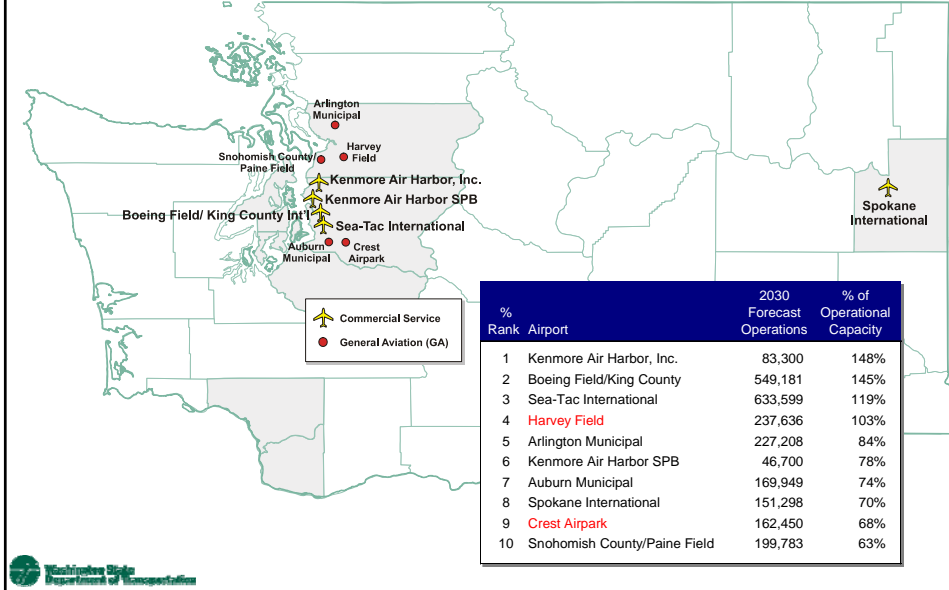 Arlington
Municipal
Harvey
Field
Snohomish County/
Paine Field
Kenmore Air Harbor, Inc.
Kenmore Air Harbor SPB
Boeing Field/ King County Int'l
Sea-Tac International
Auburn
Municipal
Crest
Airpark
Spokane
International
Commercial Service
General Aviation (GA)
% Rank Airport 2030 Forecast Operations % of Operational Capacity
1 Kenmore Air Harbor, Inc. 83,300 148%
2 Boeing Field/King County 549,181 145%
3 Sea-Tac International 633,599 119%
4 Harvey Field 237,636 103%
5 Arlington Municipal 227,208 84%
6 Kenmore Air Harbor SPB 46,700 78%
7 Auburn Municipal 169,949 74%
8 Spokane International 151,298 70%
9 Crest Airpark 162,450 68%
10 Snohomish County/Paine Field 199,783 63%
Washington State
Department of Transportation